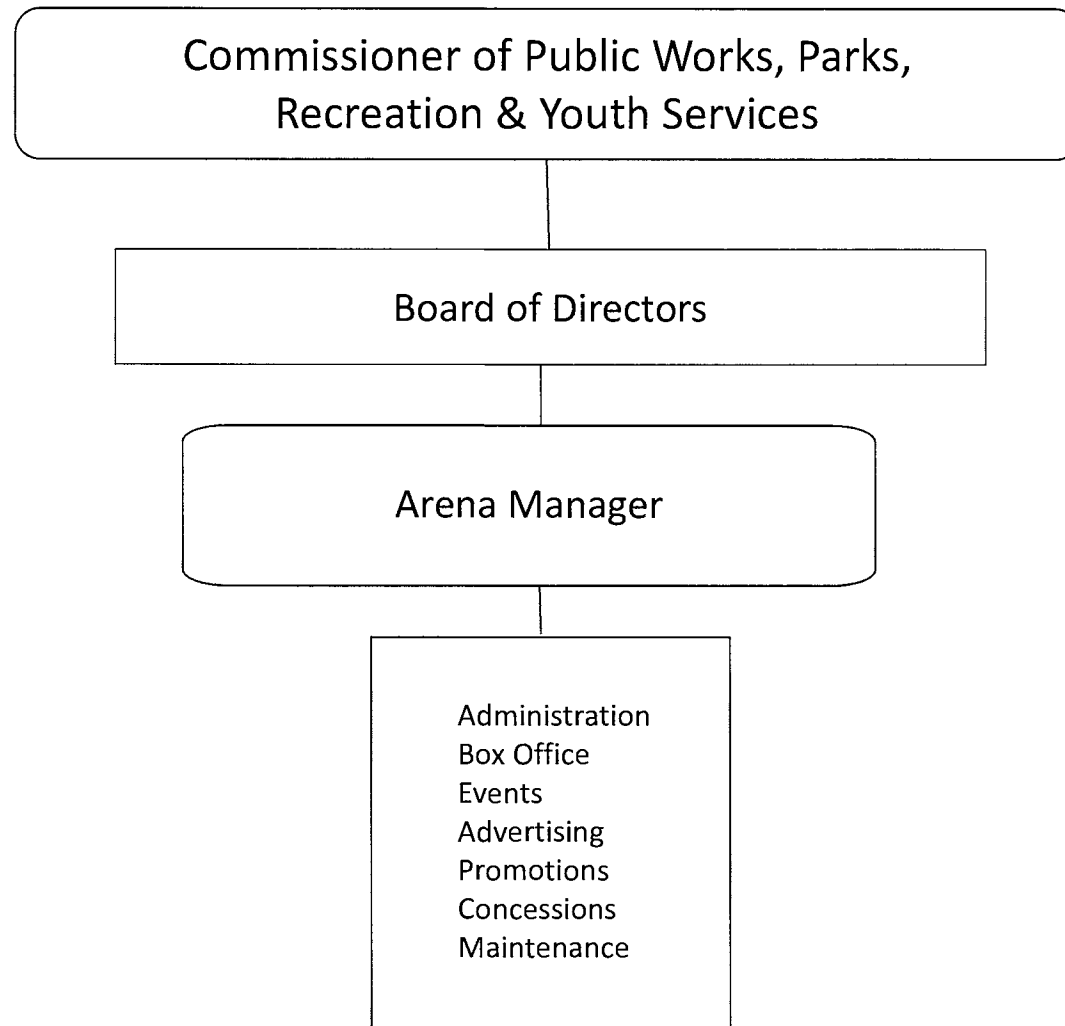 Commissioner of Public Works, Parks,
Recreation & Youth Services
Board of Directors
Arena Manager
Administration
Box Office
Events
Advertising
Promotions
Concessions
Maintenance